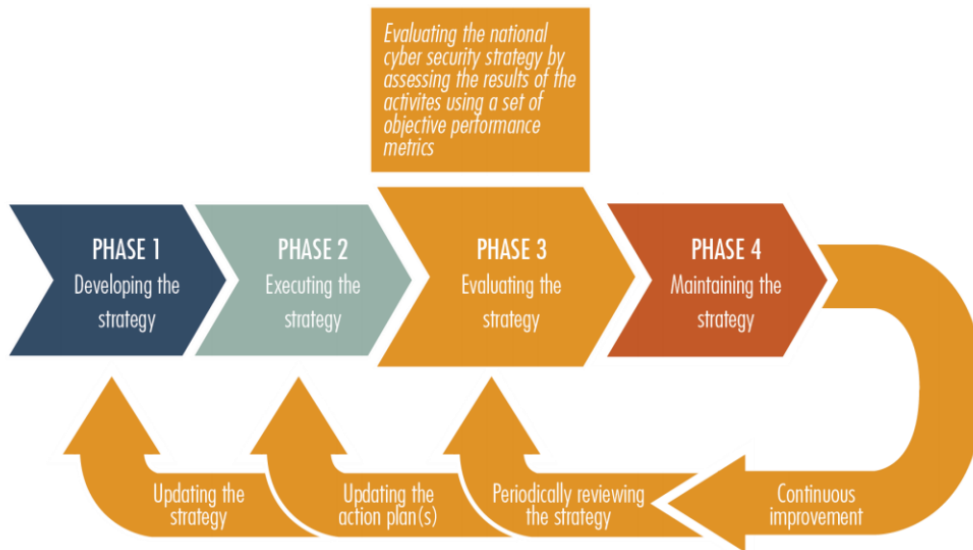 Evaluating the national
cyber security strategy by
assessing the results of the
activites using a set of
objective performance
metrics
PHASE 1
Developing the
strategy
PHASE 2
Executing the
strategy
PHASE 3
Evaluating the
strategy
PHASE 4
Maintaining the
strategy
Updating the
strategy
Updating the
action plan(s)
Periodically reviewing
the strategy
Continuous
improvement